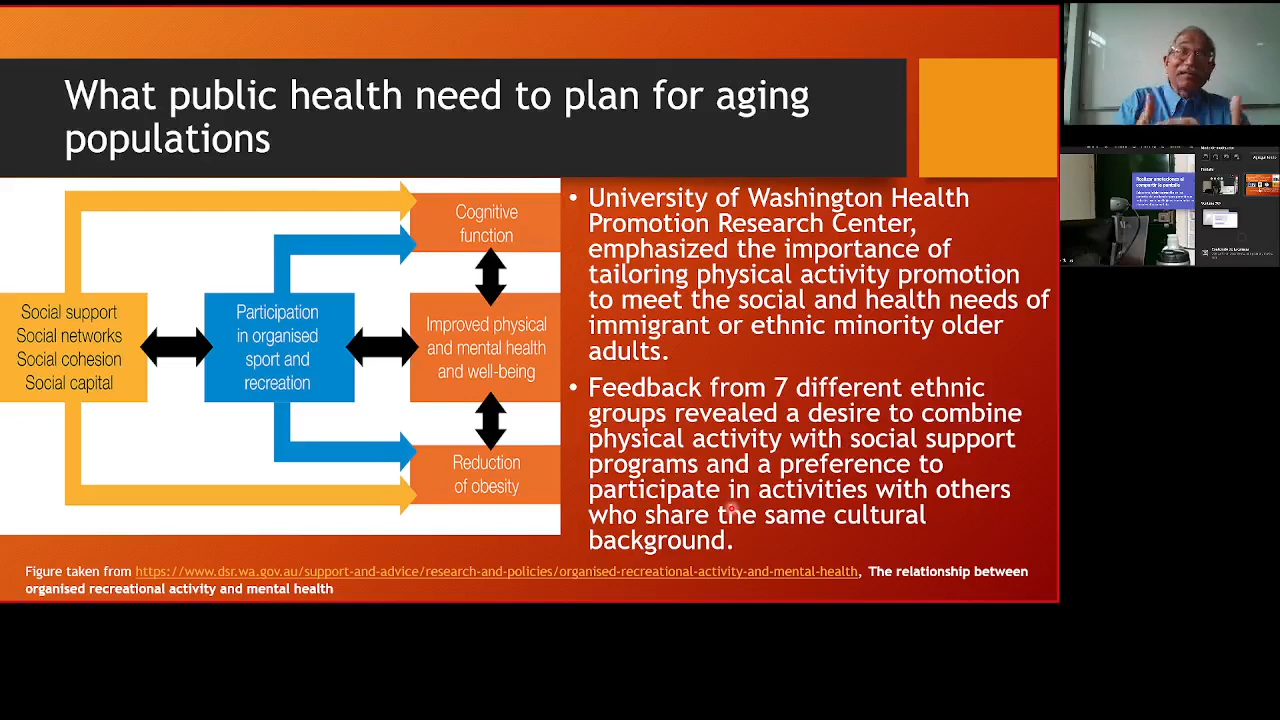 What public health need to plan for aging
populations
Cognitive
function
Social support
Social networks
Social cohesion
Social capital
Participation
in organised
sport and
recreation
Improved physical
and mental health
and well-being
Reduction
of obesity
• University of Washington Health
Promotion Research Center,
emphasized the importance of
tailoring physical activity promotion
to meet the social and health needs of
immigrant or ethnic minority older
adults.
• Feedback from 7 different ethnic
groups revealed a desire to combine
physical activity with social support
programs and a preference to
participate in activities with others
who share the same cultural
background.
Figure taken from https://www.dsr.wa.gov.au/support-and-advice/research-and-policies/organised-recreational-activity-and-mental-health, The relationship between
organised recreational activity and mental health
Realizar anotaciones al
compartir la pantalla